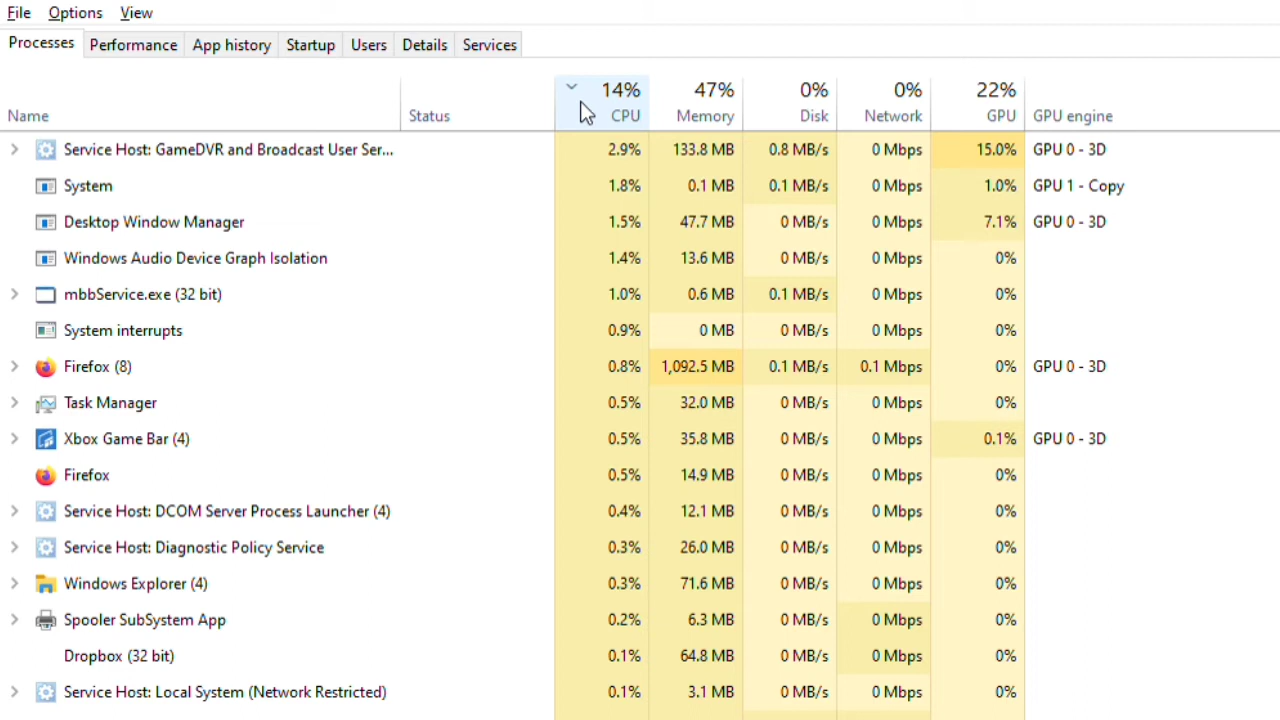 File Options View
Processes Performance App history Startup Users Details Services
14% 47% 0% 0% 22%
Name Status CPU Memory Disk Network GPU GPU engine
Service Host: GameDVR and Broadcast User Ser... 2.9% 133.8 MB 0.8 MB/s 0 Mbps 15.0% GPU 0 - 3D
System 1.8% 0.1 MB 0.1 MB/s 0 Mbps 1.0% GPU 1 - Copy
Desktop Window Manager 1.5% 47.7 MB 0 MB/s 0 Mbps 7.1% GPU 0 - 3D
Windows Audio Device Graph Isolation 1.4% 13.6 MB 0 MB/s 0 Mbps 0%
mbbService.exe (32 bit) 1.0% 0.6 MB 0.1 MB/s 0 Mbps 0%
System interrupts 0.9% 0 MB 0 MB/s 0 Mbps 0%
Firefox (8) 0.8% 1,092.5 MB 0.1 MB/s 0.1 Mbps 0% GPU 0 - 3D
Task Manager 0.5% 32.0 MB 0 MB/s 0 Mbps 0%
Xbox Game Bar (4) 0.5% 35.8 MB 0 MB/s 0 Mbps 0.1% GPU 0 - 3D
Firefox 0.5% 14.9 MB 0 MB/s 0 Mbps 0%
Service Host: DCOM Server Process Launcher (4) 0.4% 12.1 MB 0 MB/s 0 Mbps 0%
Service Host: Diagnostic Policy Service 0.3% 26.0 MB 0 MB/s 0 Mbps 0%
Windows Explorer (4) 0.3% 71.6 MB 0 MB/s 0 Mbps 0%
Spooler SubSystem App 0.2% 6.3 MB 0 MB/s 0 Mbps 0%
Dropbox (32 bit) 0.1% 64.8 MB 0 MB/s 0 Mbps 0%
Service Host: Local System (Network Restricted) 0.1% 3.1 MB 0 MB/s 0 Mbps 0%